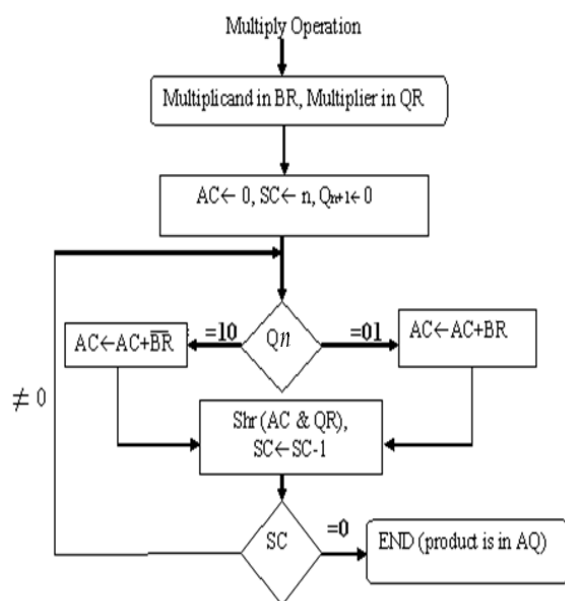 Multiply Operation
Multiplicand in BR, Multiplier in QR
AC← 0, SC← n, Qn+1← 0
AC←AC+B̅R̅
=10
Qn
=01
AC←AC+BR
≠ 0
Shr (AC & QR),
SC←SC-1
SC
=0
END (product is in AQ)